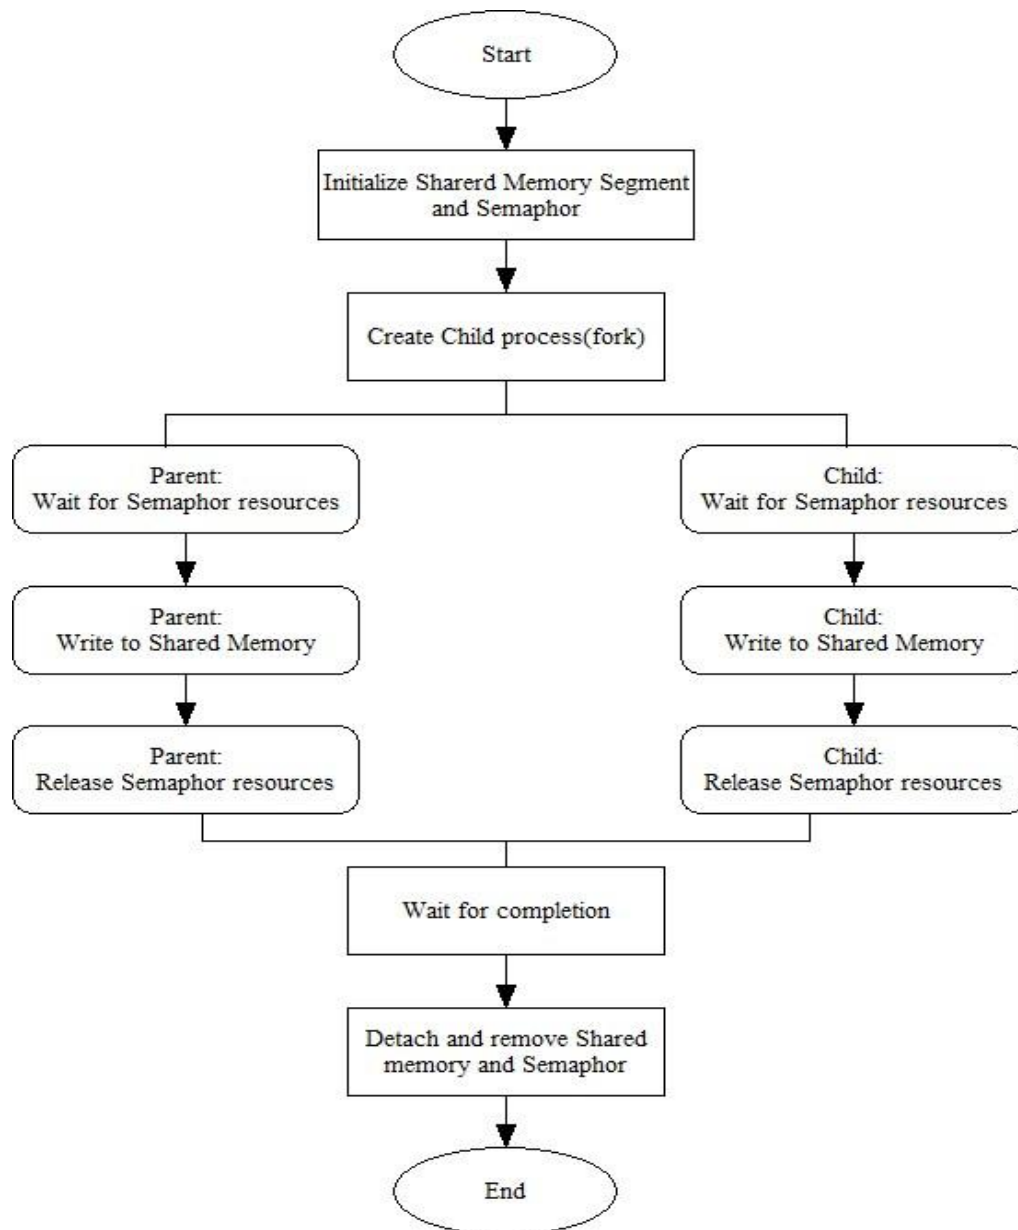 Start
Initialize Sharerd Memory Segment
and Semaphor
Create Child process(fork)
Parent:
Wait for Semaphor resources
Child:
Wait for Semaphor resources
Parent:
Write to Shared Memory
Child:
Write to Shared Memory
Parent:
Release Semaphor resources
Child:
Release Semaphor resources
Wait for completion
Detach and remove Shared
memory and Semaphor
End